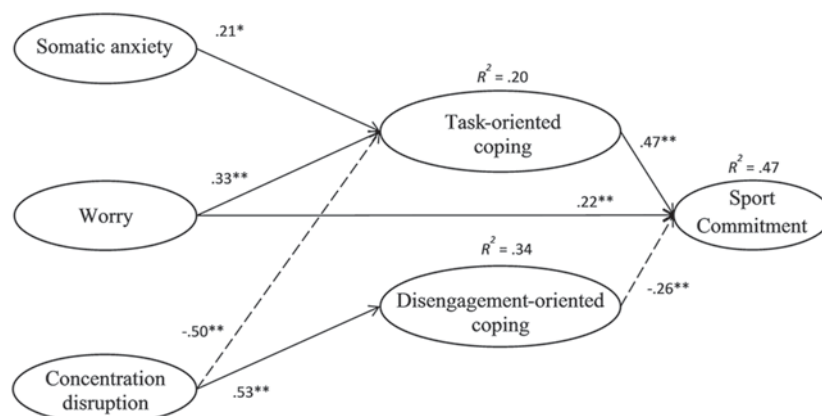 Somatic anxiety
.21*
R² = .20
Task-oriented
coping
.47**
R² = .47
.33**
Worry
.22**
Sport
Commitment
R² = .34
-.26**
Disengagement-oriented
coping
-.50**
.53**
Concentration
disruption